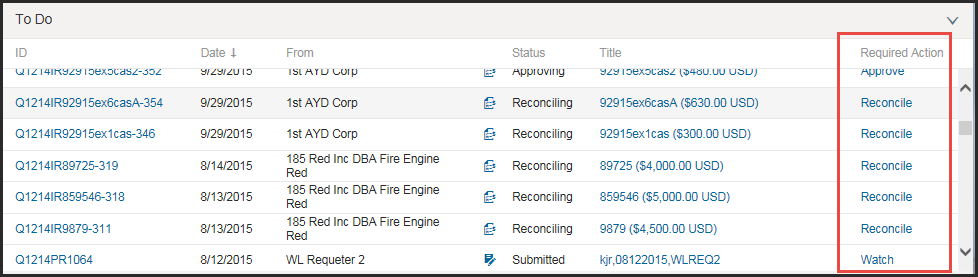 To Do
ID Date ↓ From Status Title Required Action
Q1214IR92915ex5cas2-352 9/29/2015 1st AYD Corp Approving 92915ex5cas2 ($480.00 USD) Approve
Q1214IR92915ex6casA-354 9/29/2015 1st AYD Corp Reconciling 92915ex6casA ($630.00 USD) Reconcile
Q1214IR92915ex1cas-346 9/29/2015 1st AYD Corp Reconciling 92915ex1cas ($300.00 USD) Reconcile
Q1214IR89725-319 8/14/2015 185 Red Inc DBA Fire Engine Reconciling 89725 ($4,000.00 USD) Reconcile
Red
Q1214IR859546-318 8/13/2015 185 Red Inc DBA Fire Engine Reconciling 859546 ($5,000.00 USD) Reconcile
Red
Q1214IR9879-311 8/13/2015 185 Red Inc DBA Fire Engine Reconciling 9879 ($4,500.00 USD) Reconcile
Red
Q1214PR1064 8/12/2015 WL Requeter 2 Submitted kjr,08122015,WLREQ2 Watch